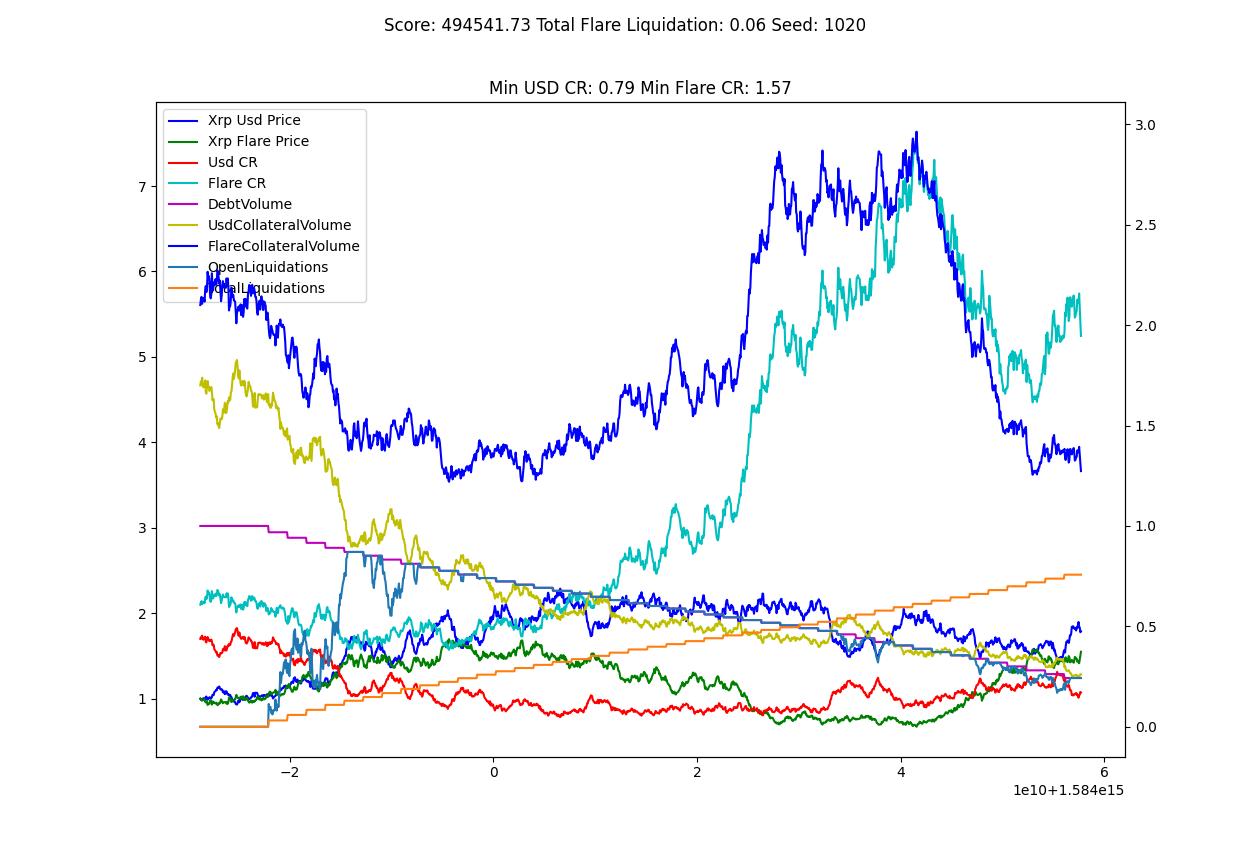 Score: 494541.73 Total Flare Liquidation: 0.06 Seed: 1020
Min USD CR: 0.79 Min Flare CR: 1.57
Xrp Usd Price
Xrp Flare Price
Usd CR
Flare CR
DebtVolume
UsdCollateralVolume
FlareCollateralVolume
OpenLiquidations
TotalLiquidations
7
6
5
4
3
2
1
3.0
2.5
2.0
1.5
1.0
0.5
0.0
−2
0
2
4
6
1e10+1.584e15